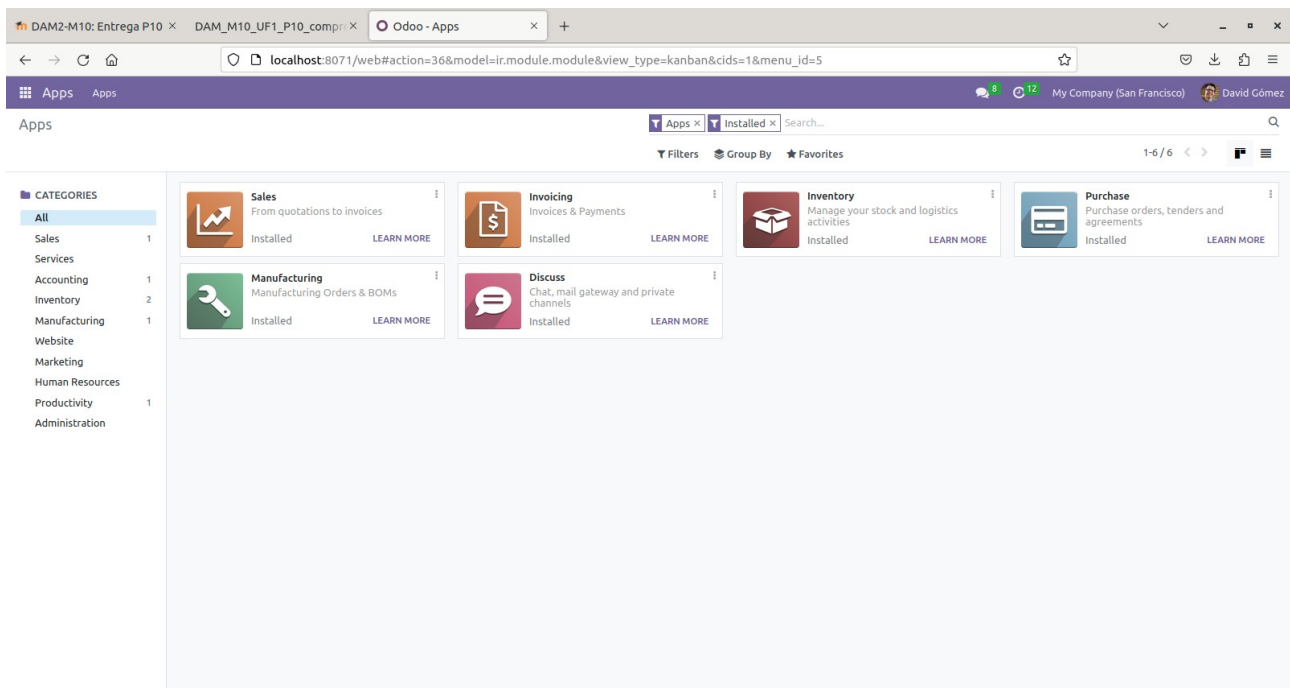 DAM2-M10: Entrega P10
DAM_M10_UF1_P10_compr
Odoo - Apps
localhost:8071/web#action=36&model=ir.module.module&view_type=kanban&cids=1&menu_id=5
Apps
Apps
8
12
My Company (San Francisco)
David Gómez
Apps
Apps
Installed
Search...
Filters
Group By
Favorites
1-6 / 6
CATEGORIES
All
Sales 1
Services
Accounting 1
Inventory 2
Manufacturing 1
Website
Marketing
Human Resources
Productivity 1
Administration
Sales
From quotations to invoices
Installed
LEARN MORE
Invoicing
Invoices & Payments
Installed
LEARN MORE
Inventory
Manage your stock and logistics
activities
Installed
LEARN MORE
Purchase
Purchase orders, tenders and
agreements
Installed
LEARN MORE
Manufacturing
Manufacturing Orders & BOMs
Installed
LEARN MORE
Discuss
Chat, mail gateway and private
channels
Installed
LEARN MORE